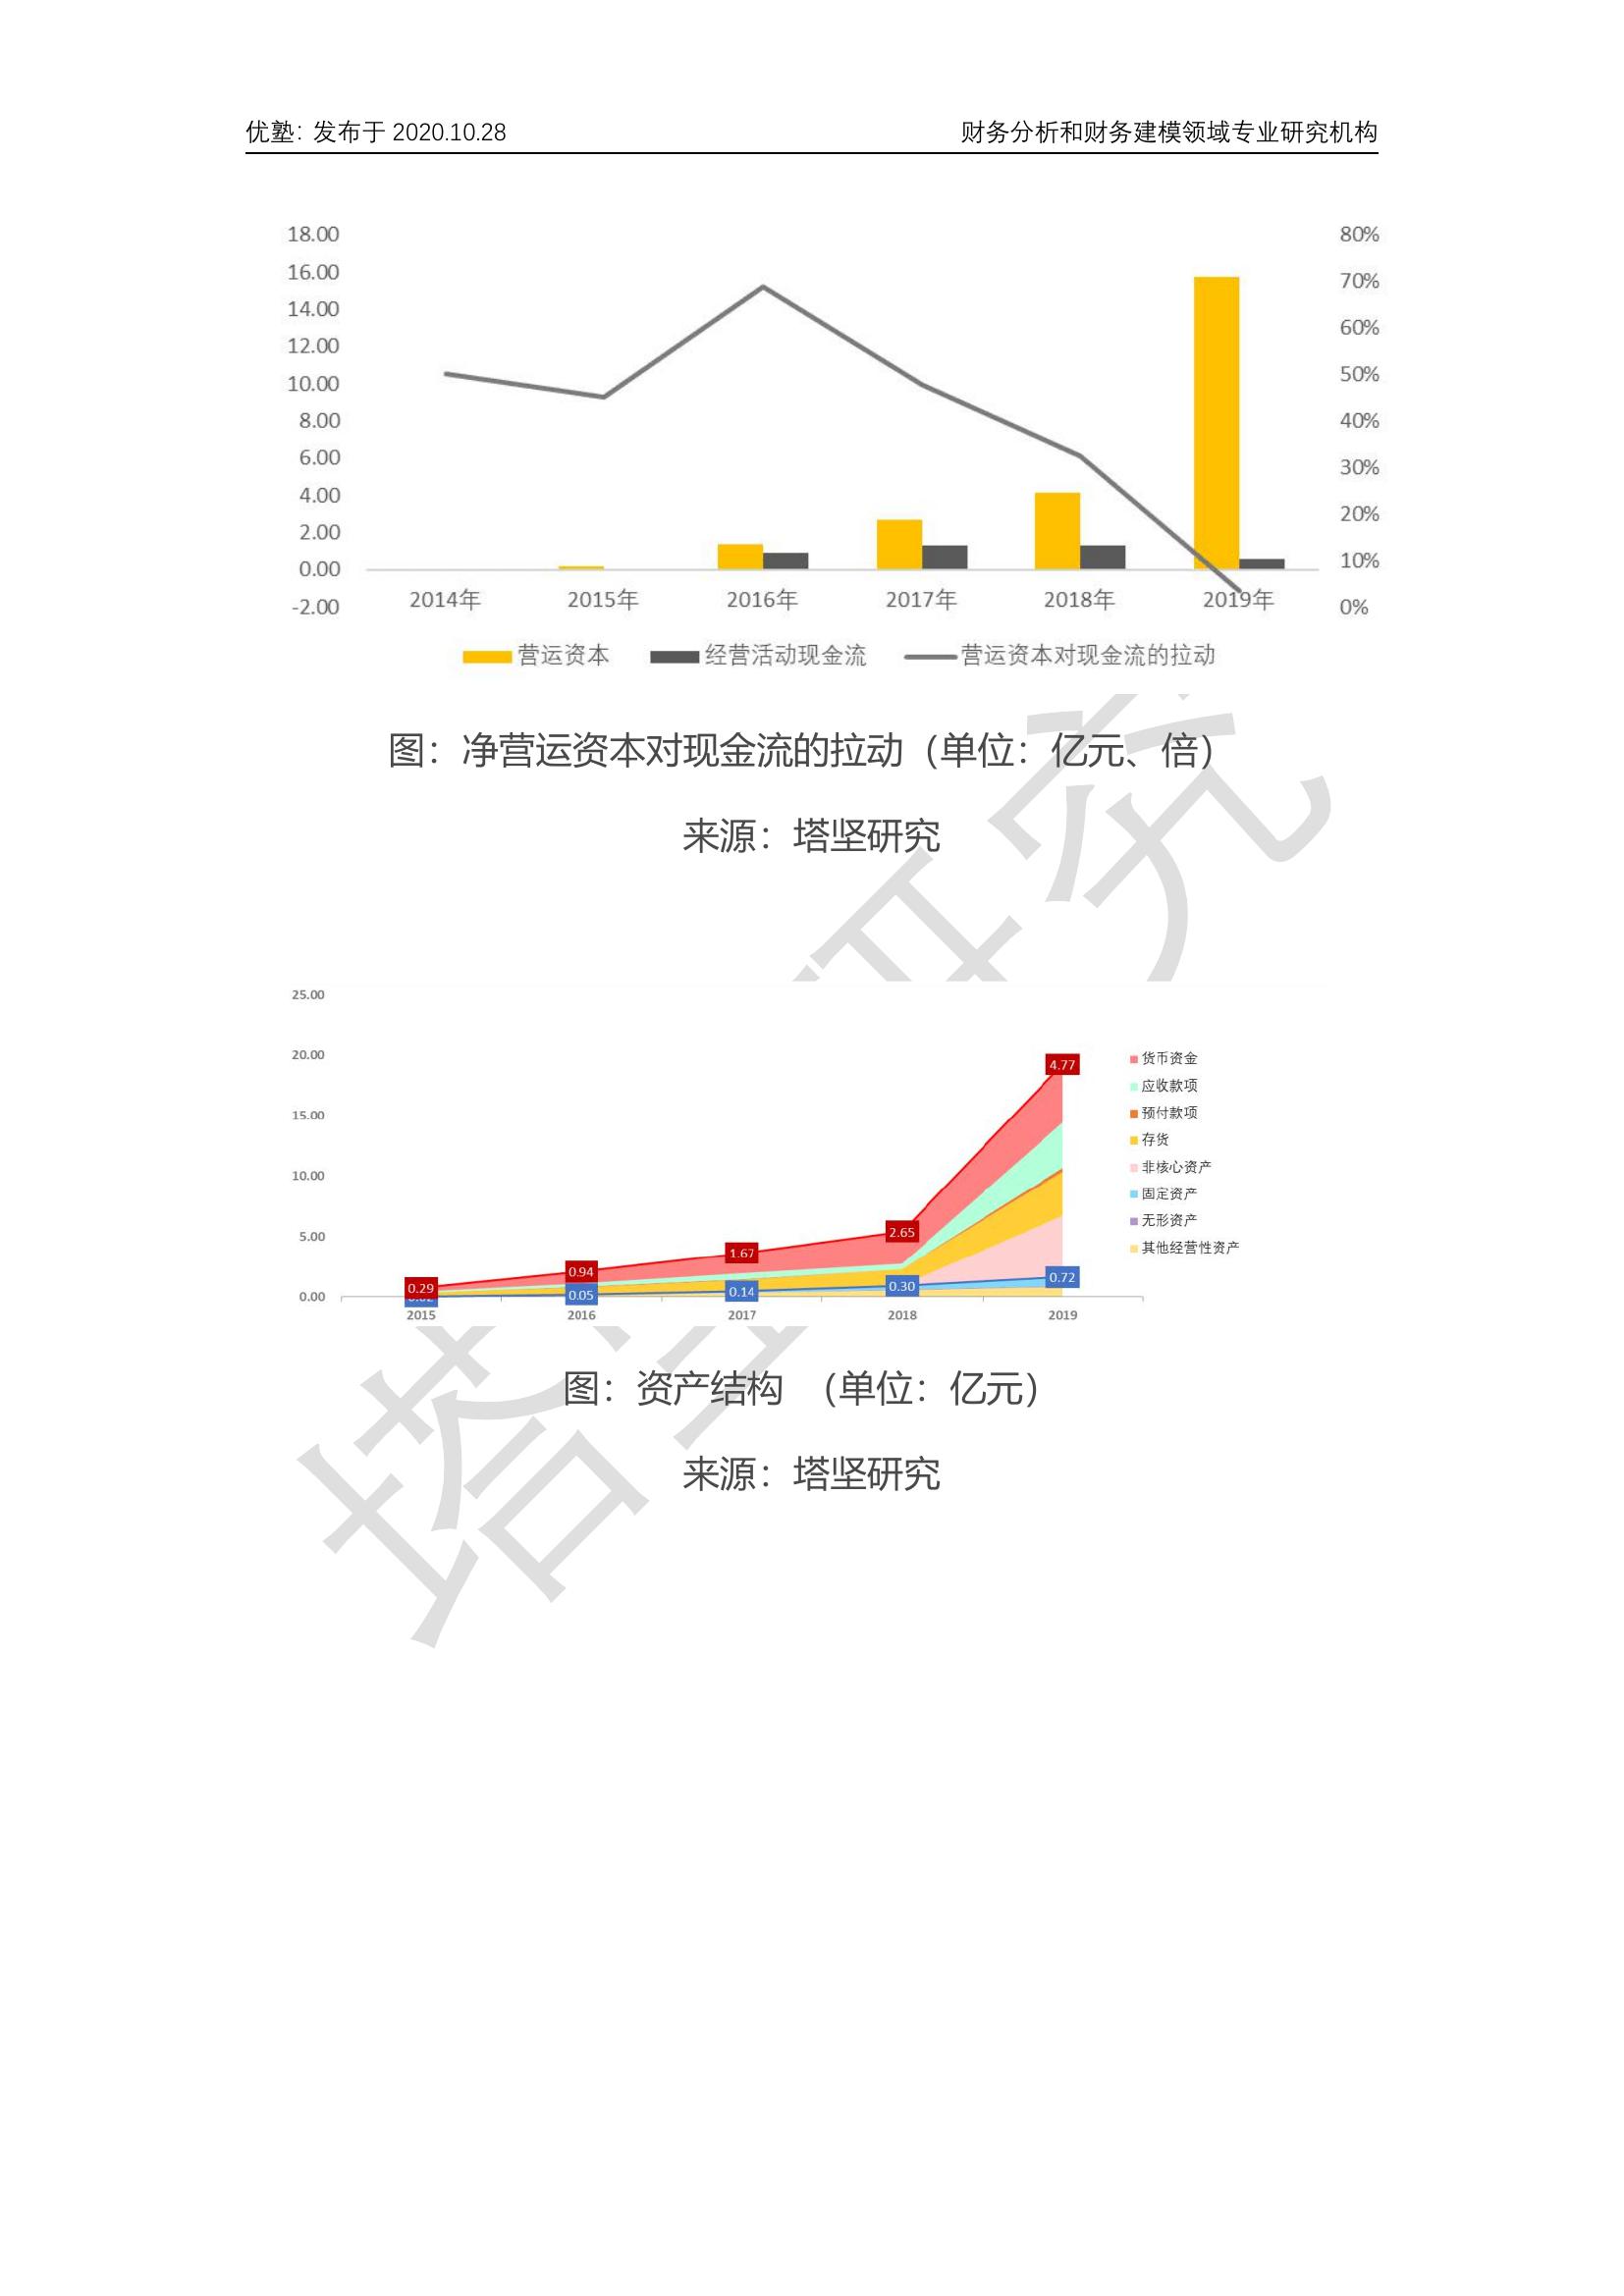 优塾：发布于 2020.10.28 财务分析和财务建模领域专业研究机构
18.00 80%
16.00 70%
14.00 60%
12.00 50%
10.00 40%
8.00 30%
6.00 20%
4.00 10%
2.00 0%
0.00
-2.00
2014年 2015年 2016年 2017年 2018年 2019年
营运资本 经营活动现金流 营运资本对现金流的拉动
图：净营运资本对现金流的拉动（单位：亿元、倍）
来源：塔坚研究
25.00
20.00
15.00
10.00
5.00
0.00
0.29 0.94 1.67 2.65 4.77
0.05 0.14 0.30 0.72
2015 2016 2017 2018 2019
货币资金
应收款项
预付款项
存货
非核心资产
固定资产
无形资产
其他经营性资产
图：资产结构 （单位：亿元）
来源：塔坚研究